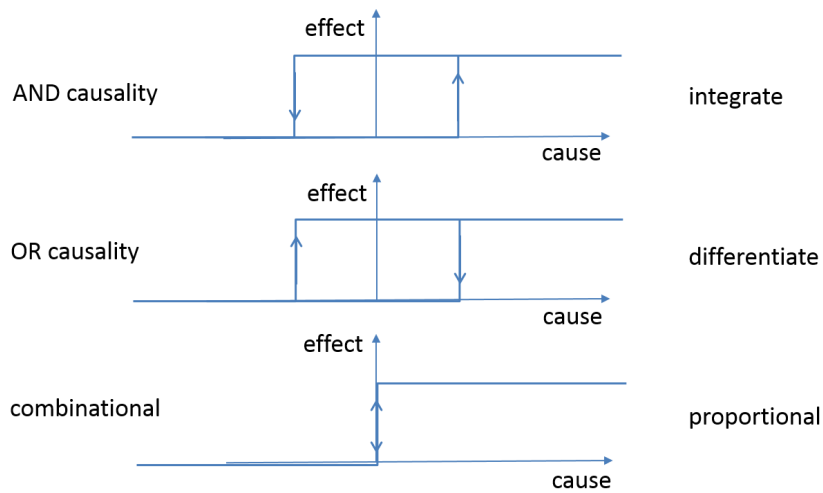 effect
AND causality
integrate
cause
effect
OR causality
differentiate
cause
effect
combinational
proportional
cause